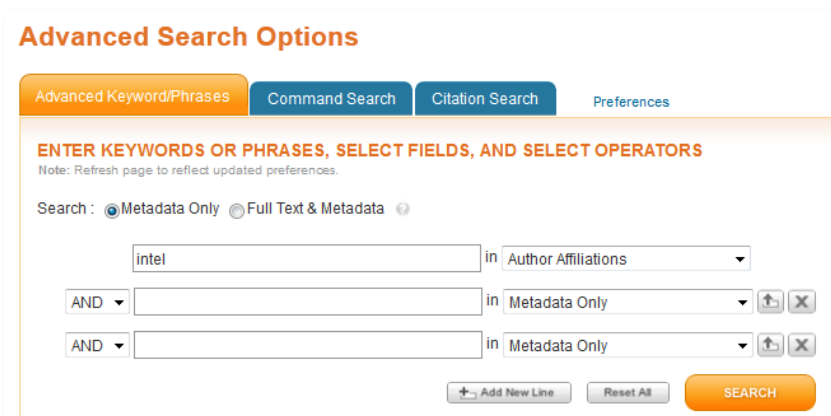 Advanced Search Options
Advanced Keyword/Phrases Command Search Citation Search Preferences
ENTER KEYWORDS OR PHRASES, SELECT FIELDS, AND SELECT OPERATORS
Note: Refresh page to reflect updated preferences.
Search : Metadata Only Full Text & Metadata ?
intel in Author Affiliations
AND in Metadata Only
AND in Metadata Only
Add New Line Reset All SEARCH